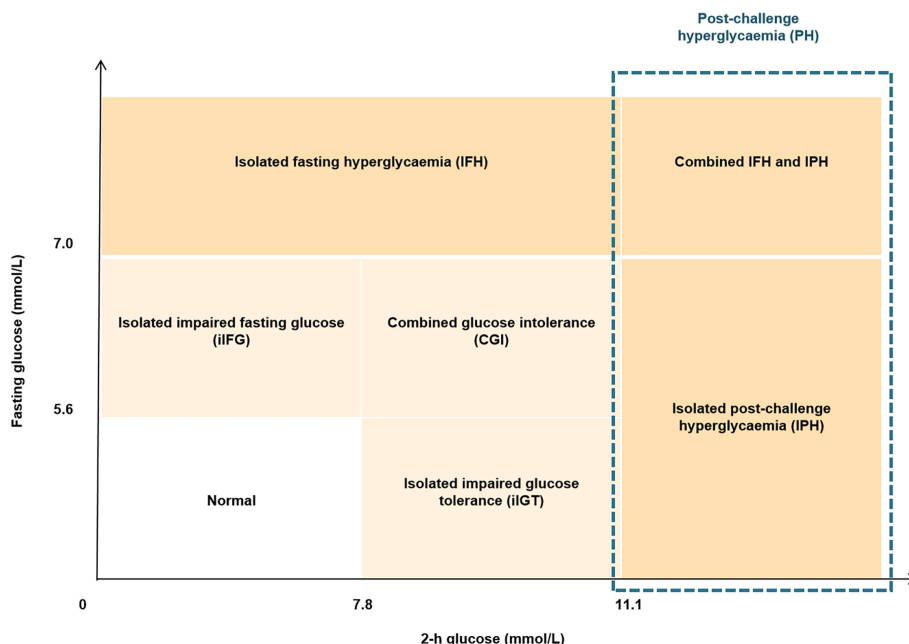 Post-challenge
hyperglycaemia (PH)
Isolated fasting hyperglycaemia (IFH)
Combined IFH and IPH
7.0
Isolated impaired fasting glucose
(iIFG)
Combined glucose intolerance
(CGI)
Fasting glucose (mmol/L)
5.6
Isolated post-challenge
hyperglycaemia (IPH)
Normal
Isolated impaired glucose
tolerance (iIGT)
0
7.8
11.1
2-h glucose (mmol/L)